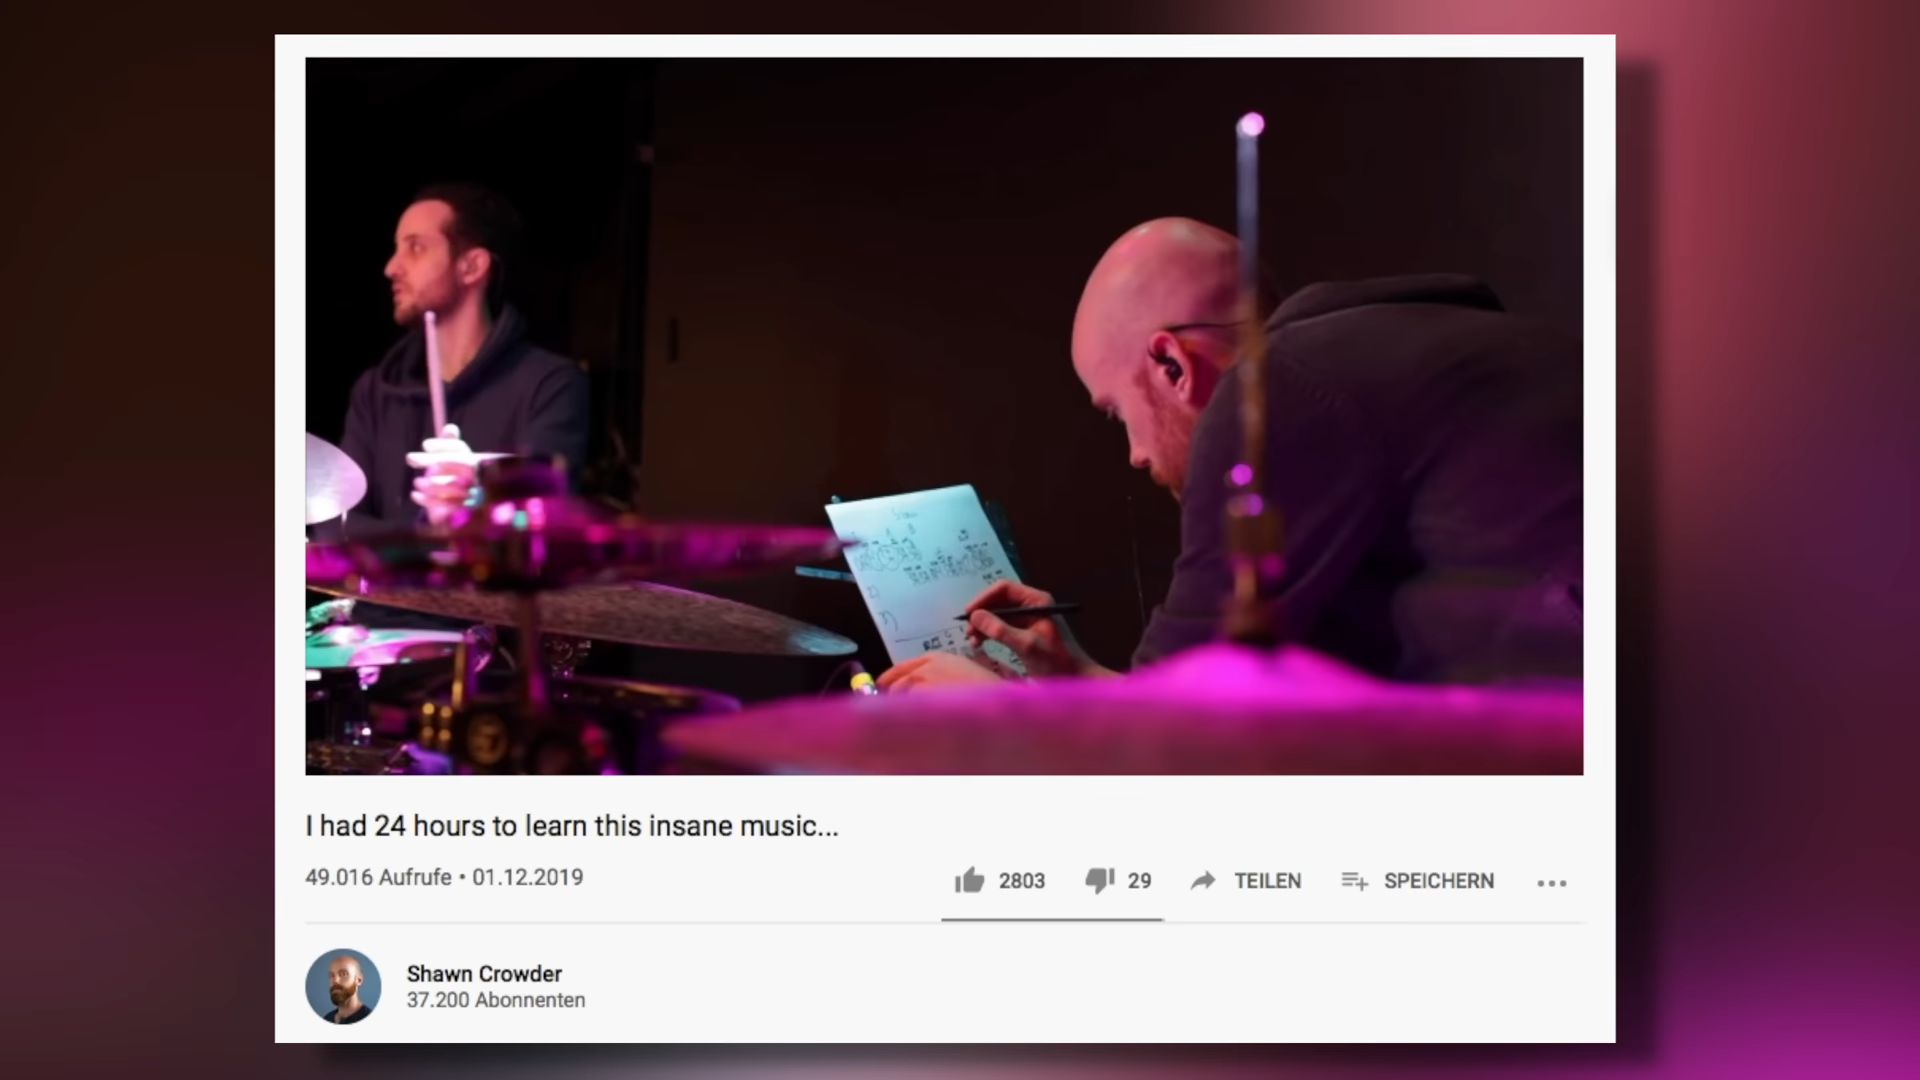 I had 24 hours to learn this insane music...
49.016 Aufrufe • 01.12.2019
2803
29
TEILEN
SPEICHERN
Shawn Crowder
37.200 Abonnenten